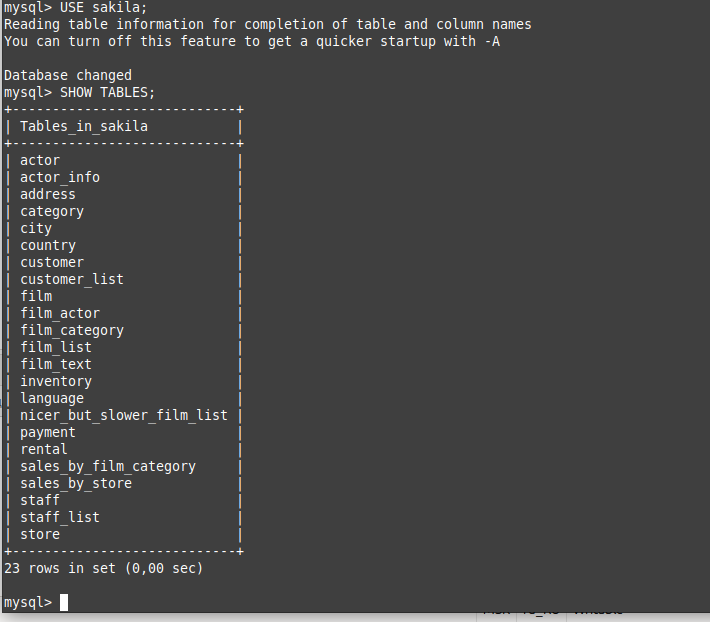 mysql> USE sakila;
Reading table information for completion of table and column names
You can turn off this feature to get a quicker startup with -A
Database changed
mysql> SHOW TABLES;
+----------------------------+
| Tables_in_sakila           |
+----------------------------+
| actor                      |
| actor_info                 |
| address                    |
| category                   |
| city                       |
| country                    |
| customer                   |
| customer_list              |
| film                       |
| film_actor                 |
| film_category              |
| film_list                  |
| film_text                  |
| inventory                  |
| language                   |
| nicer_but_slower_film_list |
| payment                    |
| rental                     |
| sales_by_film_category     |
| sales_by_store             |
| staff                      |
| staff_list                 |
| store                      |
+----------------------------+
23 rows in set (0,00 sec)
mysql>